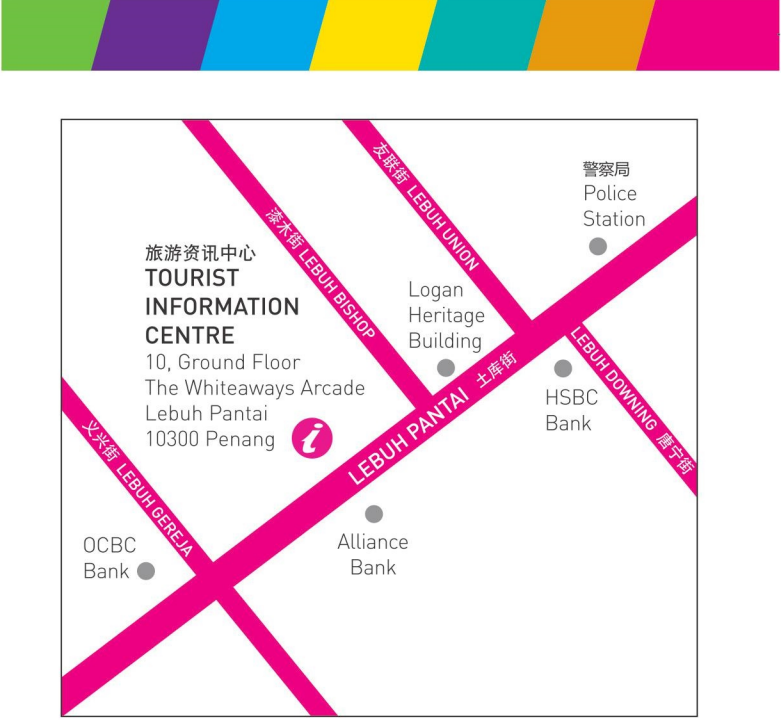 友联街 LEBUH UNION
警察局
Police
Station
漆木街 LEBUH BISHOP
旅游资讯中心
TOURIST
INFORMATION
CENTRE
10, Ground Floor
The Whiteaways Arcade
Lebuh Pantai
10300 Penang
i
Logan
Heritage
Building
LEBUH PANTAI 土库街
LEBUH DOWNING 唐宁街
HSBC
Bank
义兴街 LEBUH GEREJA
OCBC
Bank
Alliance
Bank